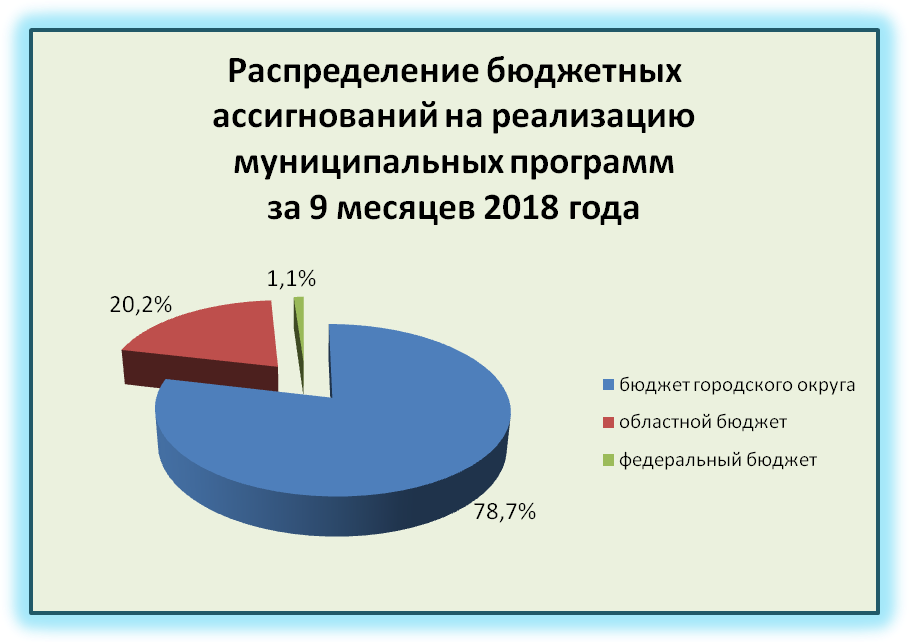 Распределение бюджетных
ассигнований на реализацию
муниципальных программ
за 9 месяцев 2018 года
1,1%
20,2%
бюджет городского округа
областной бюджет
федеральный бюджет
78,7%